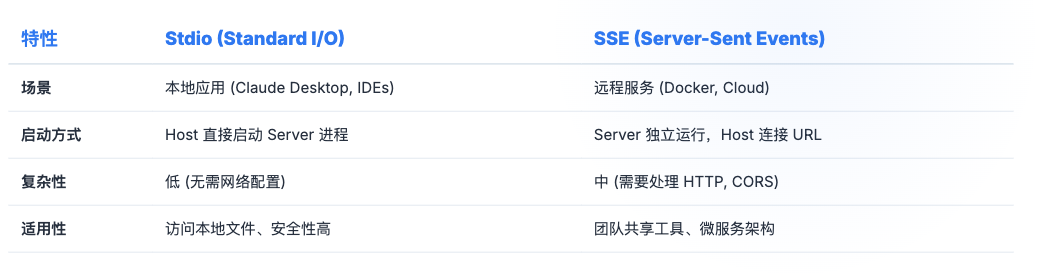 特性 Stdio (Standard I/O) SSE (Server-Sent Events)
场景 本地应用 (Claude Desktop, IDEs) 远程服务 (Docker, Cloud)
启动方式 Host 直接启动 Server 进程 Server 独立运行，Host 连接 URL
复杂性 低 (无需网络配置) 中 (需要处理 HTTP, CORS)
适用性 访问本地文件、安全性高 团队共享工具、微服务架构